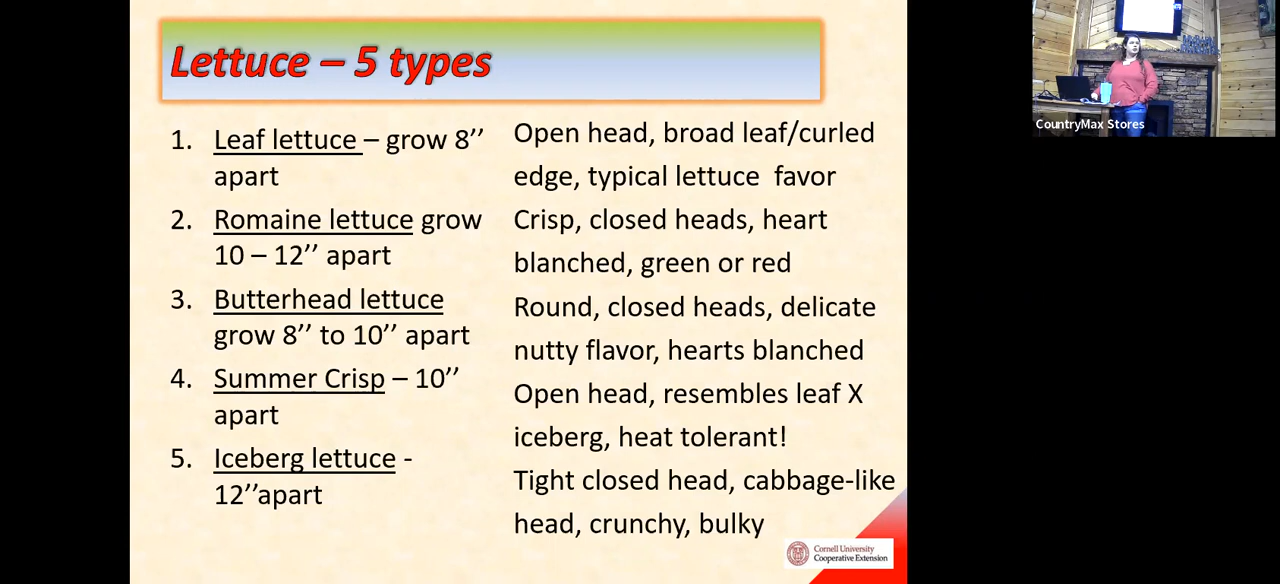 Lettuce – 5 types
1. Leaf lettuce – grow 8’’
apart
2. Romaine lettuce grow
10 – 12’’ apart
3. Butterhead lettuce
grow 8’’ to 10’’ apart
4. Summer Crisp – 10’’
apart
5. Iceberg lettuce -
12’’apart
Open head, broad leaf/curled
edge, typical lettuce favor
Crisp, closed heads, heart
blanched, green or red
Round, closed heads, delicate
nutty flavor, hearts blanched
Open head, resembles leaf X
iceberg, heat tolerant!
Tight closed head, cabbage-like
head, crunchy, bulky
Cornell University
Cooperative Extension
CountryMax Stores